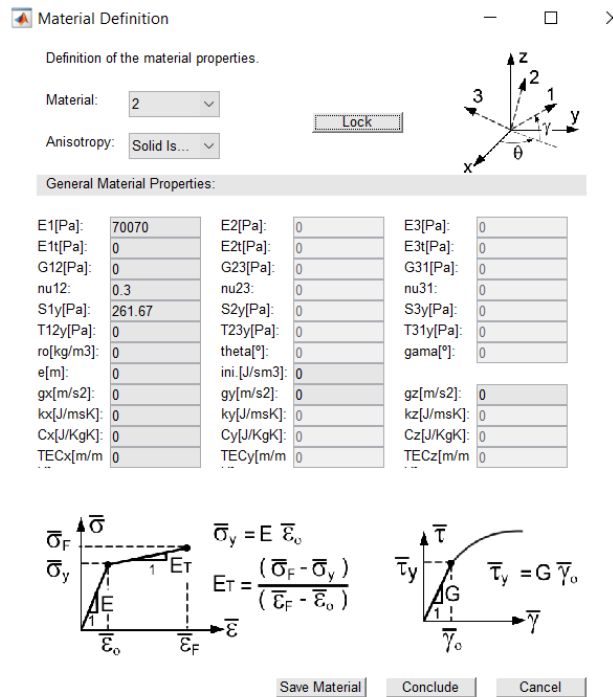 Material Definition
Definition of the material properties.
Material: 2
Anisotropy: Solid Is...
Lock
z
2
3
1
y
γ
θ
x
General Material Properties:
E1[Pa]: 70070 E2[Pa]: 0 E3[Pa]: 0
E1t[Pa]: 0 E2t[Pa]: 0 E3t[Pa]: 0
G12[Pa]: 0 G23[Pa]: 0 G31[Pa]: 0
nu12: 0.3 nu23: 0 nu31: 0
S1y[Pa]: 261.67 S2y[Pa]: 0 S3y[Pa]: 0
T12y[Pa]: 0 T23y[Pa]: 0 T31y[Pa]: 0
ro[kg/m3]: 0 theta[º]: 0 gama[º]: 0
e[m]: 0 ini.[J/sm3]: 0
gx[m/s2]: 0 gy[m/s2]: 0 gz[m/s2]: 0
kx[J/msK]: 0 ky[J/msK]: 0 kz[J/msK]: 0
Cx[J/KgK]: 0 Cy[J/KgK]: 0 Cz[J/KgK]: 0
TECx[m/m 0 TECy[m/m 0 TECz[m/m 0
σ̅
σ̅F
σ̅y
E
1
ET
1
ε̅o
ε̅F
ε̅
σ̅y = E ε̅o
ET = (σ̅F - σ̅y) / (ε̅F - ε̅o)
τ̅
τ̅y
G
1
γ̅o
γ̅
τ̅y = G γ̅o
Save Material Conclude Cancel